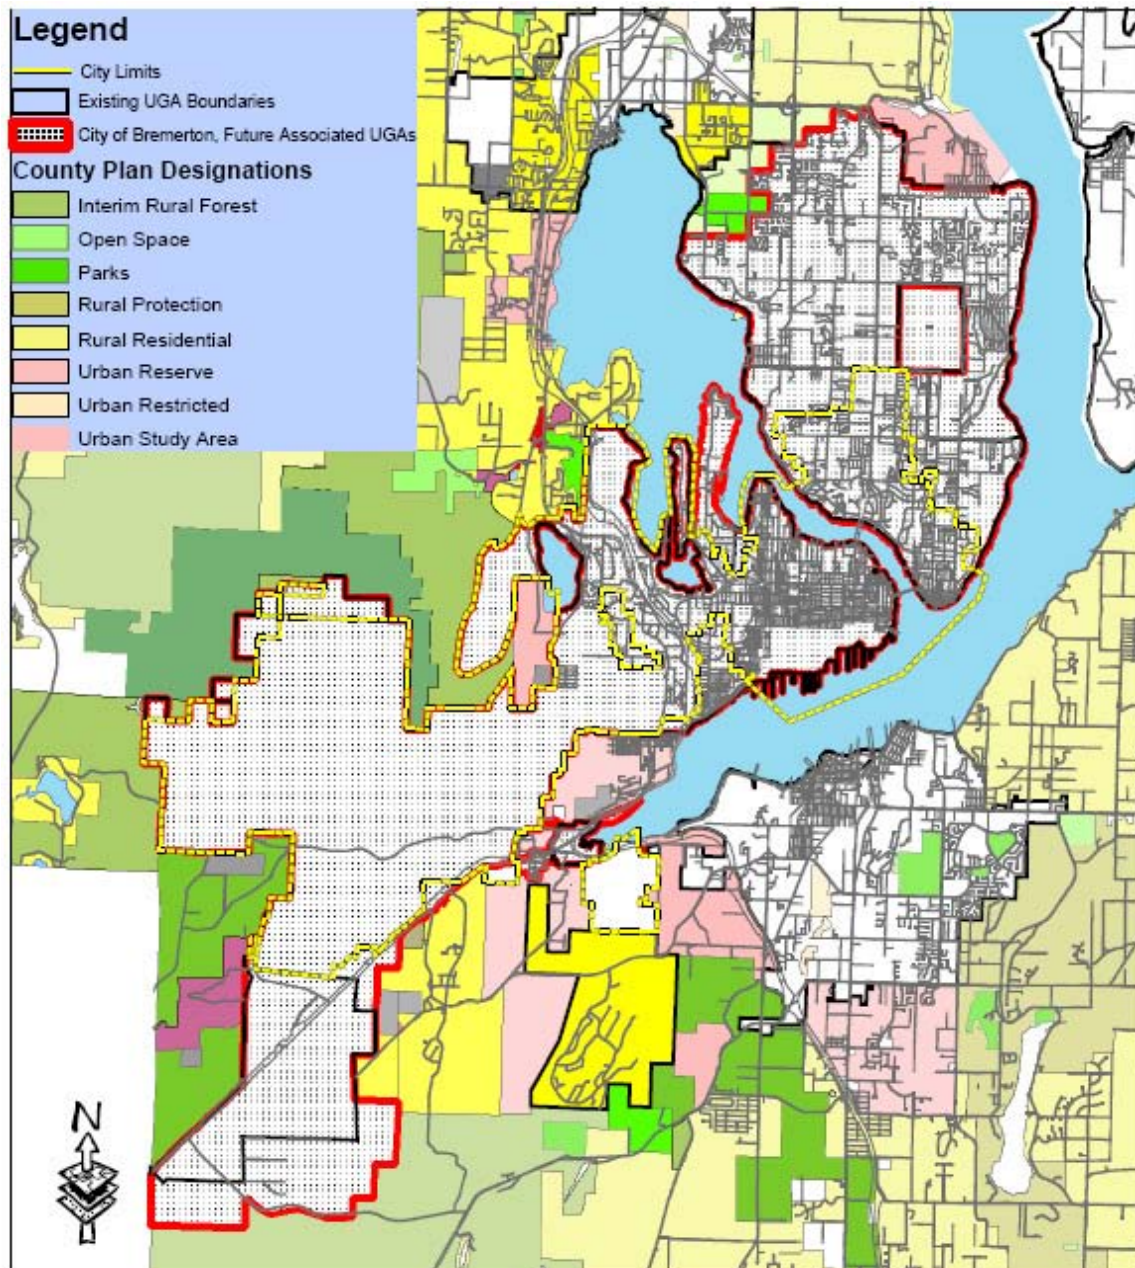 Legend
City Limits
Existing UGA Boundaries
City of Bremerton, Future Associated UGAs
County Plan Designations
Interim Rural Forest
Open Space
Parks
Rural Protection
Rural Residential
Urban Reserve
Urban Restricted
Urban Study Area
N